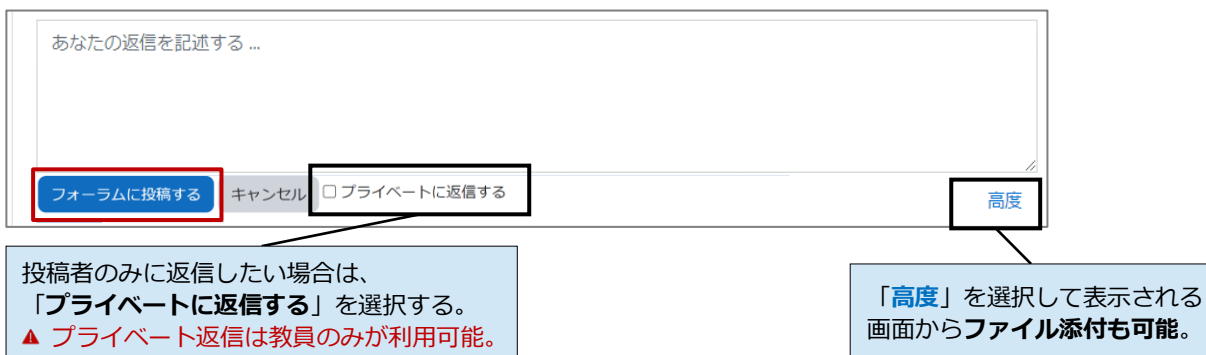 あなたの返信を記述する ...
フォーラムに投稿する キャンセル プライベートに返信する 高度
投稿者のみに返信したい場合は、
「プライベートに返信する」を選択する。
▲ プライベート返信は教員のみが利用可能。
「高度」を選択して表示される
画面からファイル添付も可能。